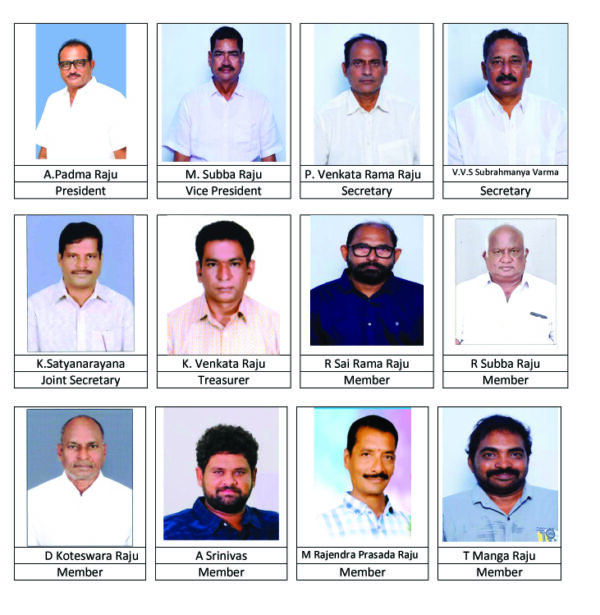 A.Padma Raju
President
M. Subba Raju
Vice President
P. Venkata Rama Raju
Secretary
V.V.S Subrahmanya Varma
Secretary
K.Satyanarayana
Joint Secretary
K. Venkata Raju
Treasurer
R Sai Rama Raju
Member
R Subba Raju
Member
D Koteswara Raju
Member
A Srinivas
Member
M Rajendra Prasada Raju
Member
T Manga Raju
Member